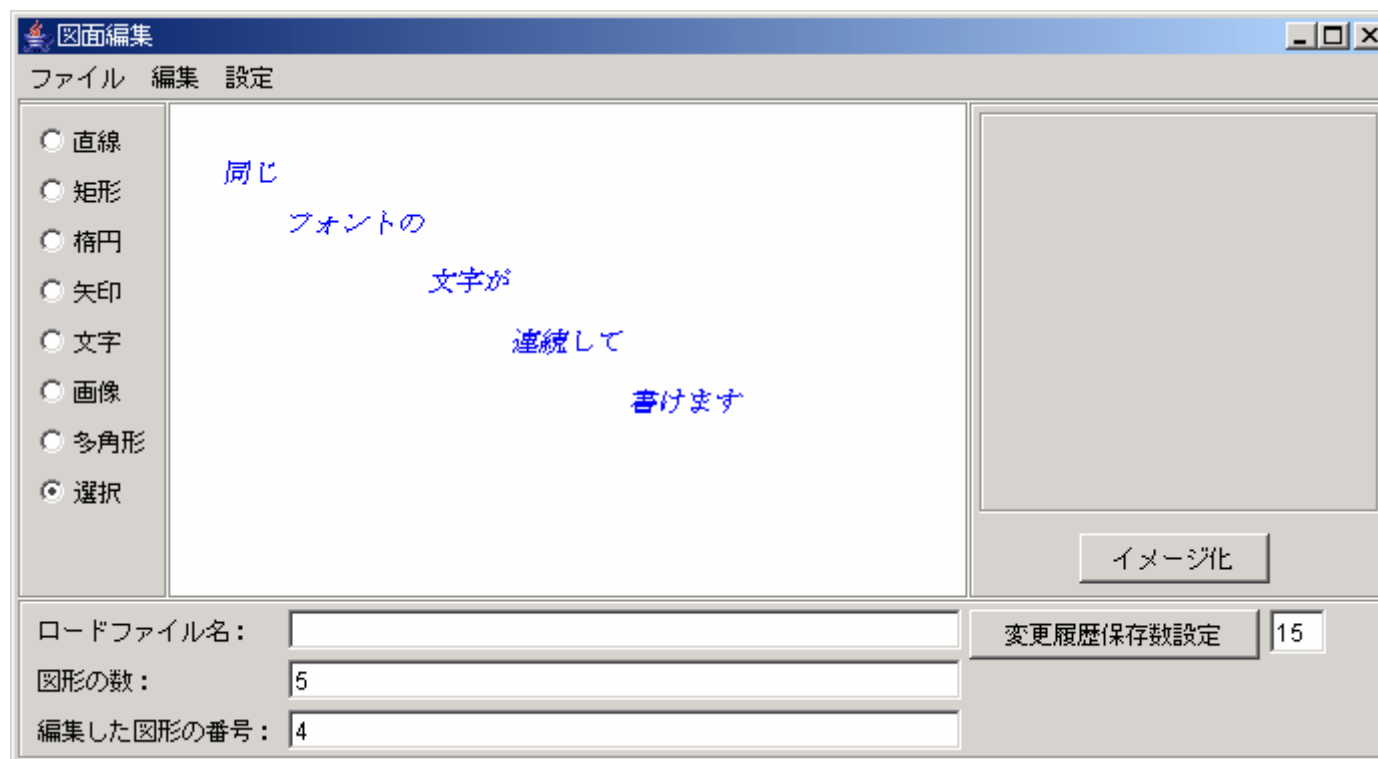 図面編集
ファイル 編集 設定
直線
矩形
楕円
矢印
文字
画像
多角形
選択
同じ
フォントの
文字が
連続して
書けます
イメージ化
ロードファイル名：
変更履歴保存数設定 15
図形の数： 5
編集した図形の番号： 4